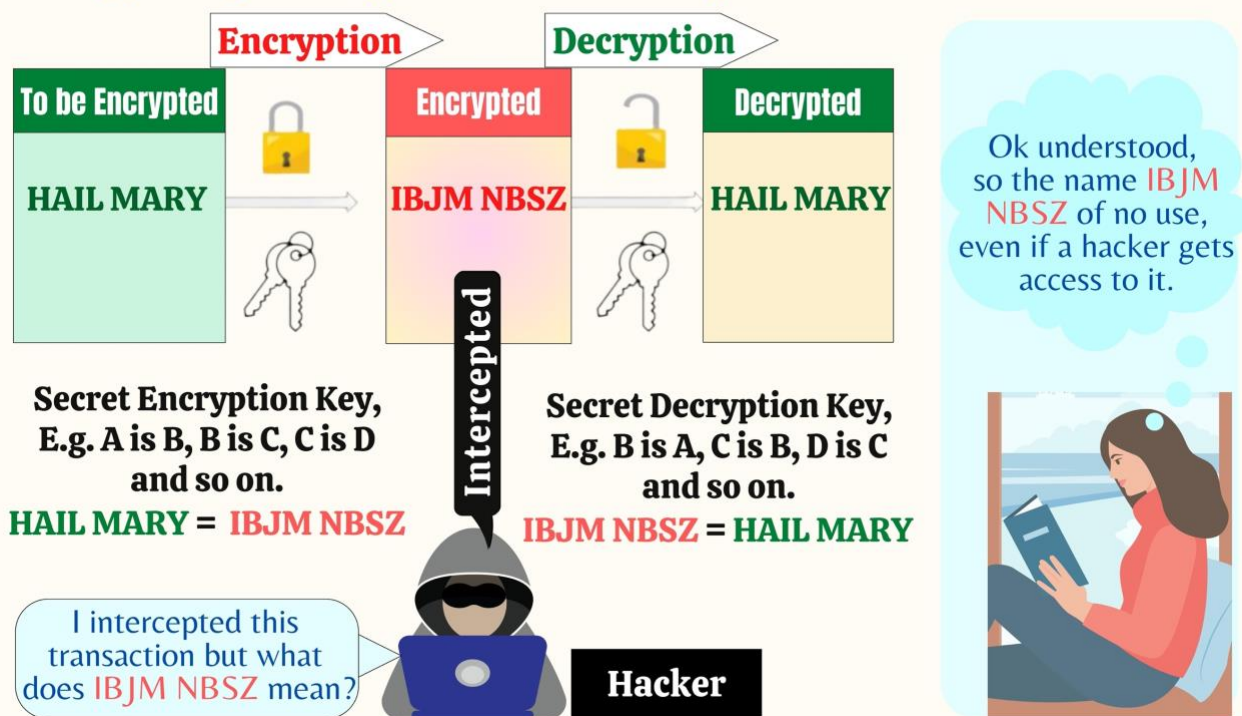 Encryption
Decryption
To be Encrypted
Encrypted
Decrypted
HAIL MARY
IBJM NBSZ
HAIL MARY
Intercepted
Secret Encryption Key,
E.g. A is B, B is C, C is D
and so on.
HAIL MARY = IBJM NBSZ
Secret Decryption Key,
E.g. B is A, C is B, D is C
and so on.
IBJM NBSZ = HAIL MARY
I intercepted this
transaction but what
does IBJM NBSZ mean?
Hacker
Ok understood,
so the name IBJM
NBSZ of no use,
even if a hacker gets
access to it.